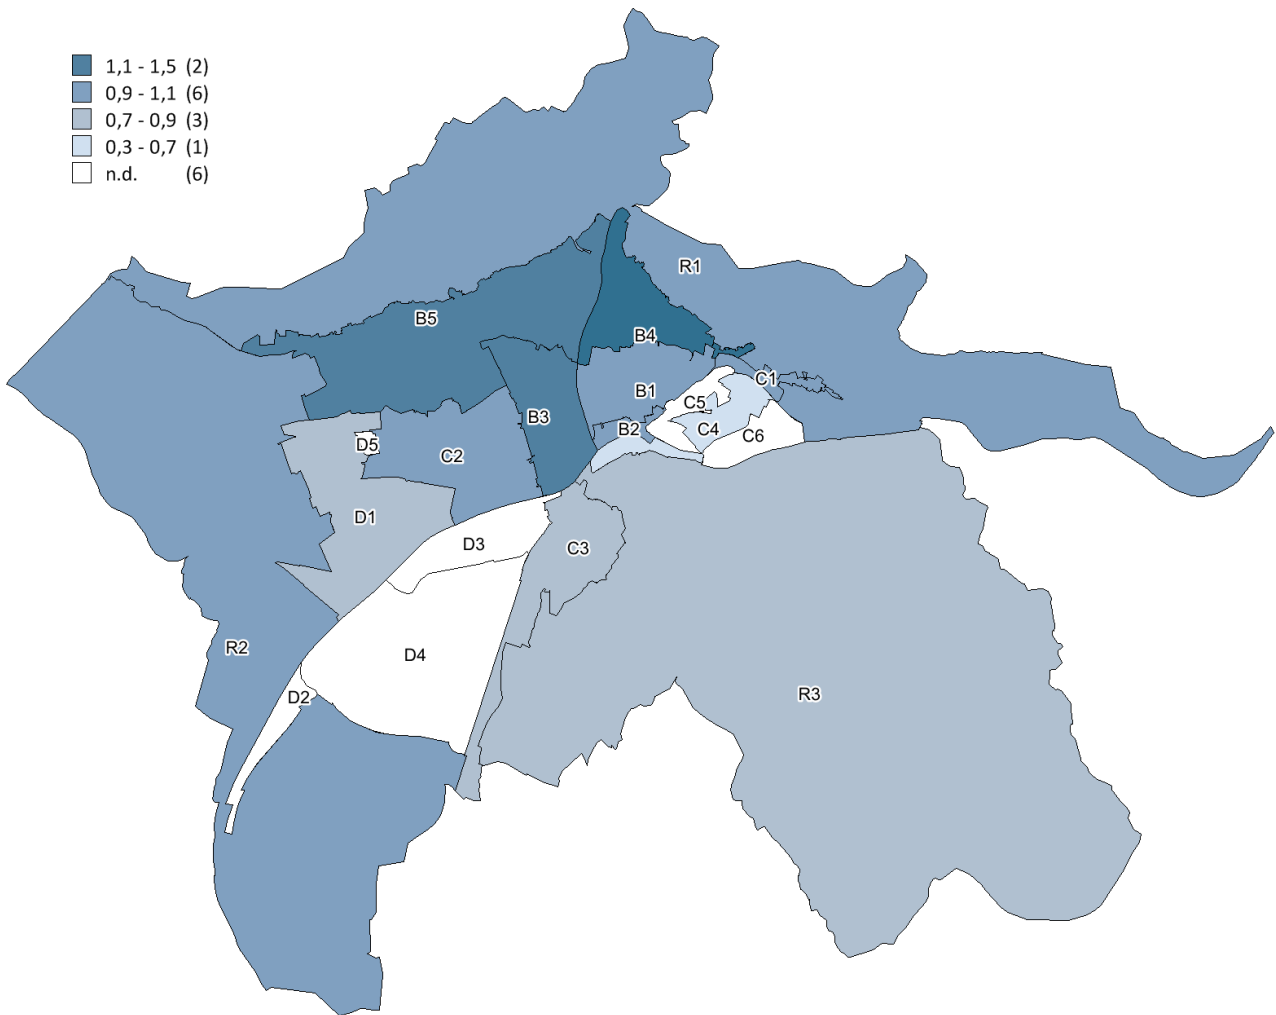 1,1 - 1,5 (2)
0,9 - 1,1 (6)
0,7 - 0,9 (3)
0,3 - 0,7 (1)
n.d. (6)
R1
B5
B4
C1
B1
C5
B3
B2
C4
C6
D5
C2
D1
D3
C3
R2
D4
D2
R3